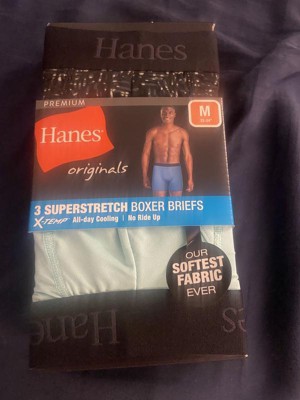 Hanes
PREMIUM
M
Hanes
originals
3 SUPERSTRETCH BOXER BRIEFS
X-TEMP All-day Cooling | No Ride Up
OUR
SOFTEST
FABRIC
EVER
Hanes
es